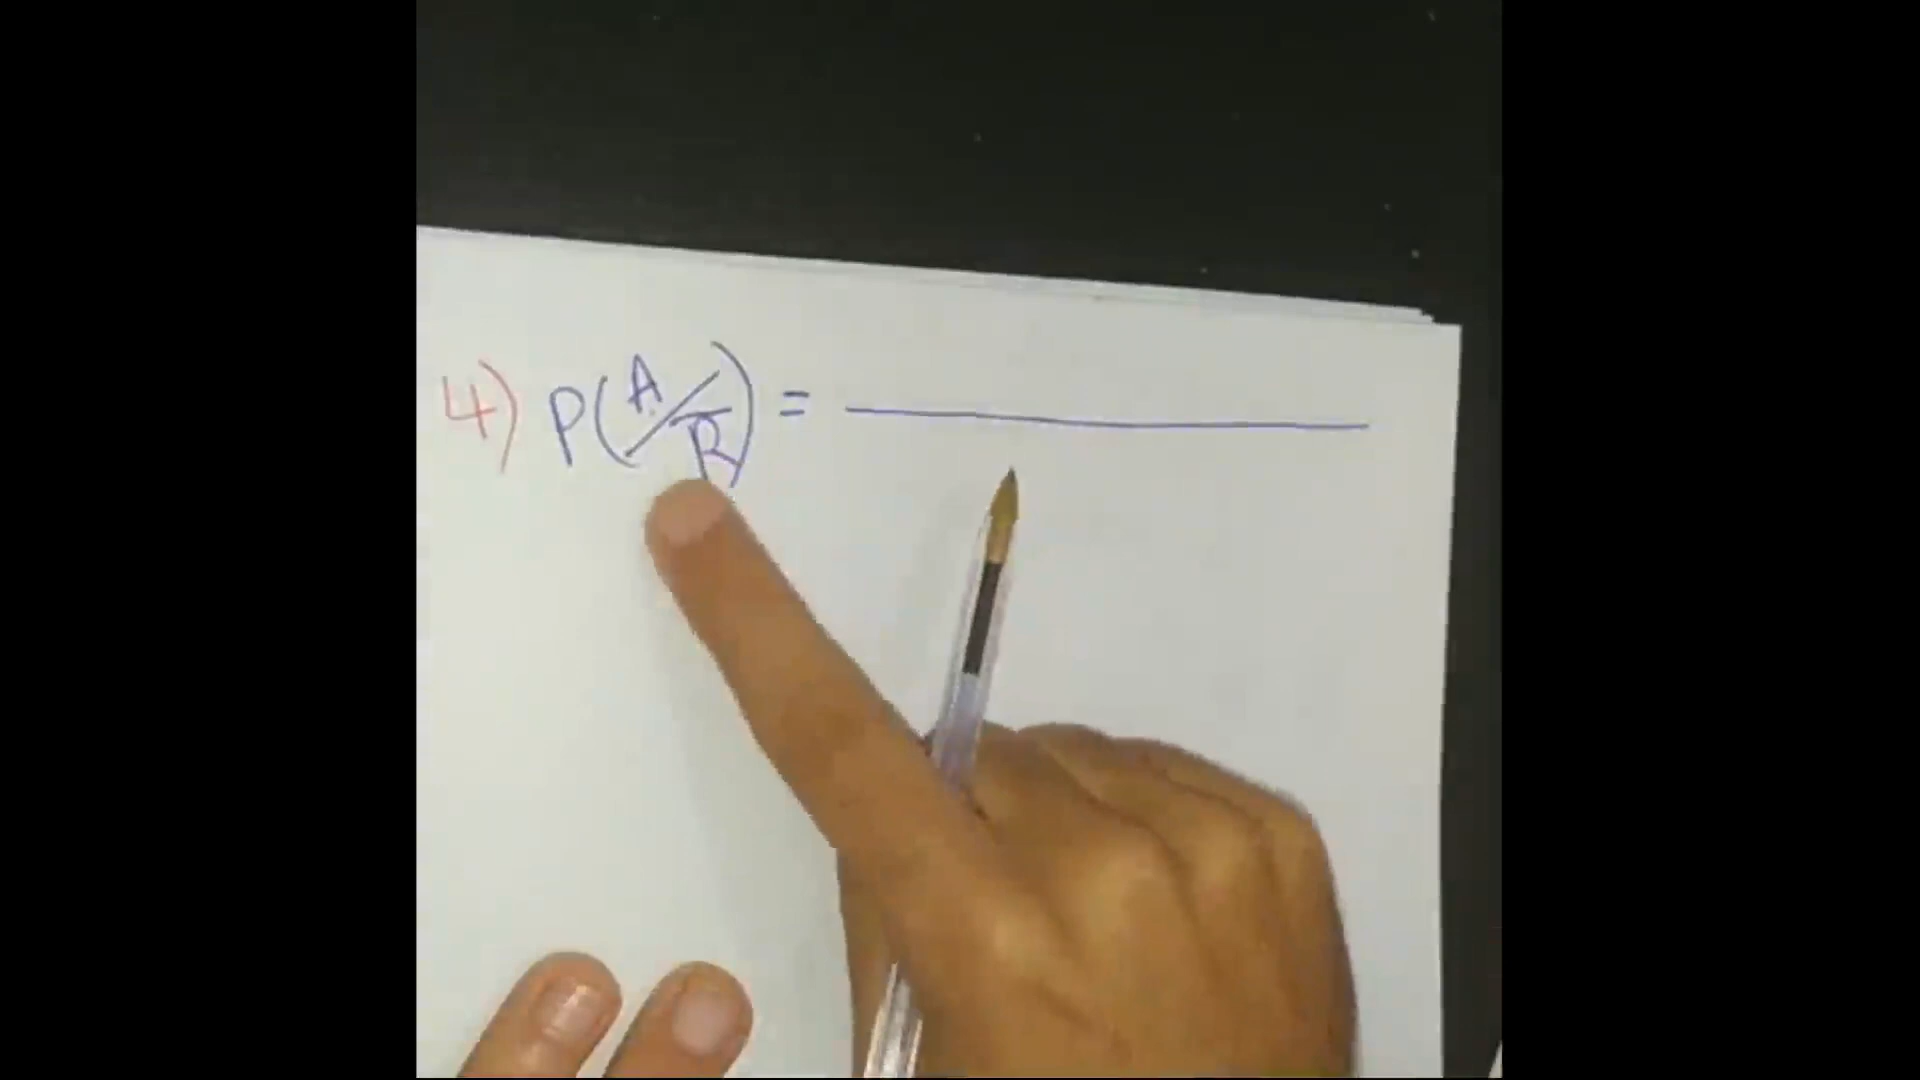 4) P(A/R̅) =